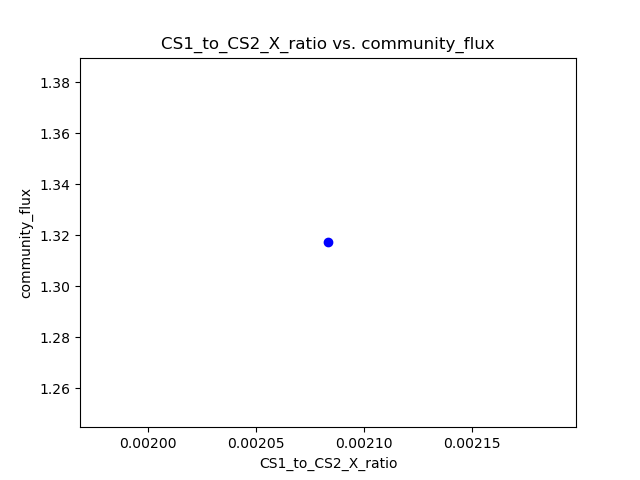 CS1_to_CS2_X_ratio vs. community_flux
1.38
1.36
1.34
1.32
1.30
1.28
1.26
community_flux
0.00200 0.00205 0.00210 0.00215
CS1_to_CS2_X_ratio